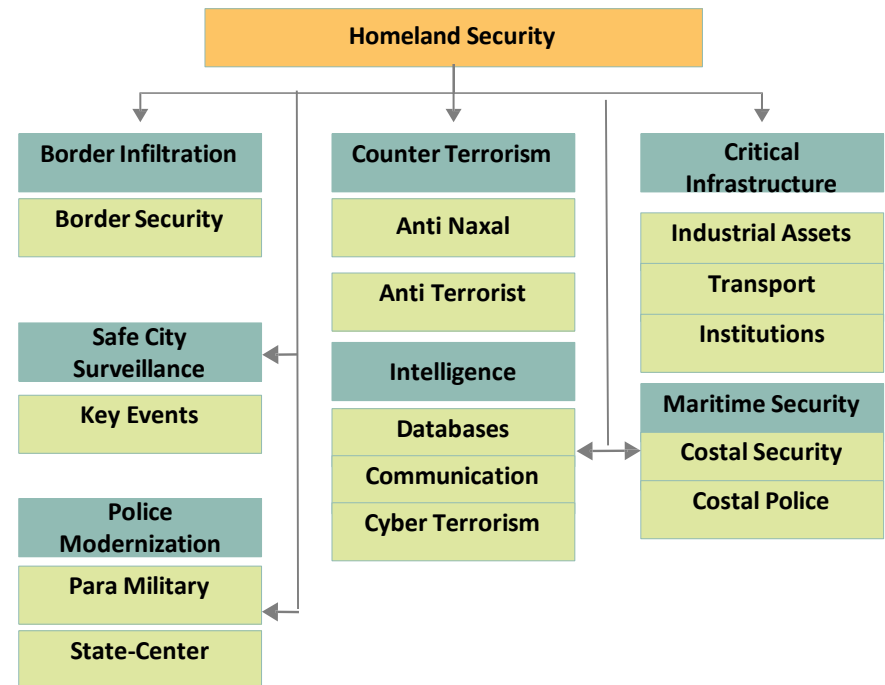 Homeland Security
Border Infiltration
Border Security
Safe City
Surveillance
Key Events
Police
Modernization
Para Military
State-Center
Counter Terrorism
Anti Naxal
Anti Terrorist
Intelligence
Databases
Communication
Cyber Terrorism
Critical
Infrastructure
Industrial Assets
Transport
Institutions
Maritime Security
Costal Security
Costal Police